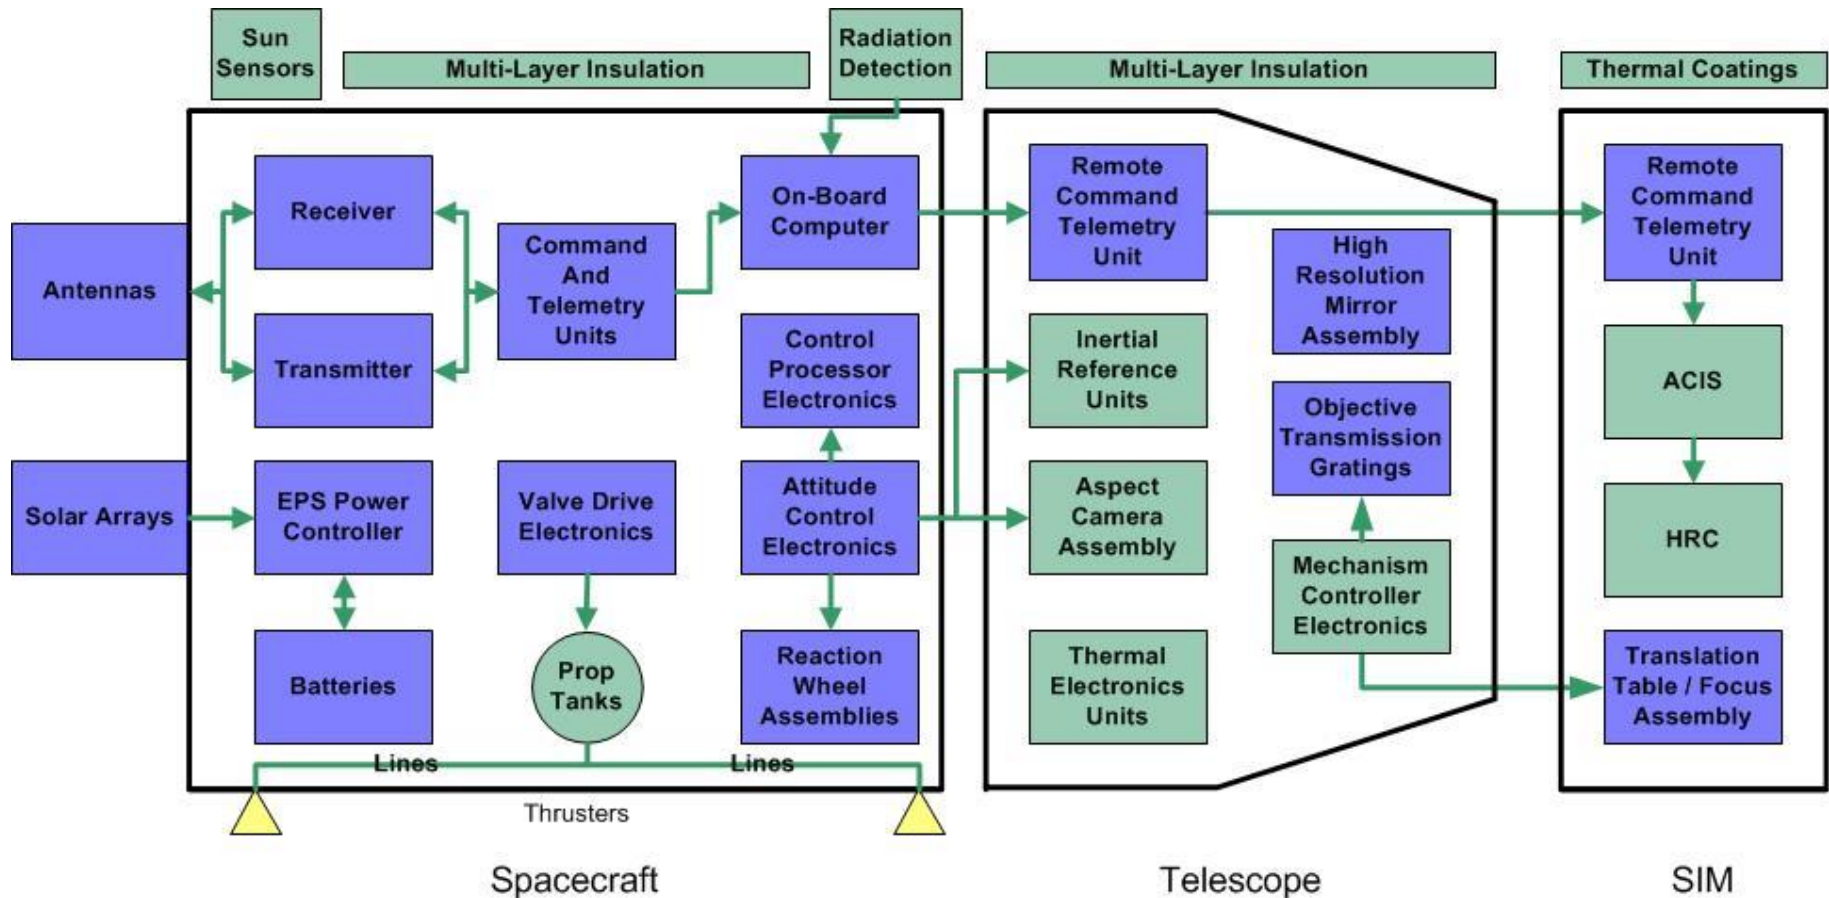 Sun
Sensors
Multi-Layer Insulation
Radiation
Detection
Multi-Layer Insulation
Thermal Coatings
Antennas
Solar Arrays
Receiver
Transmitter
EPS Power
Controller
Batteries
Command
And
Telemetry
Units
Valve Drive
Electronics
Prop
Tanks
On-Board
Computer
Control
Processor
Electronics
Attitude
Control
Electronics
Reaction
Wheel
Assemblies
Lines
Lines
Thrusters
Spacecraft
Remote
Command
Telemetry
Unit
Inertial
Reference
Units
Aspect
Camera
Assembly
Thermal
Electronics
Units
High
Resolution
Mirror
Assembly
Objective
Transmission
Gratings
Mechanism
Controller
Electronics
Telescope
Remote
Command
Telemetry
Unit
ACIS
HRC
Translation
Table / Focus
Assembly
SIM